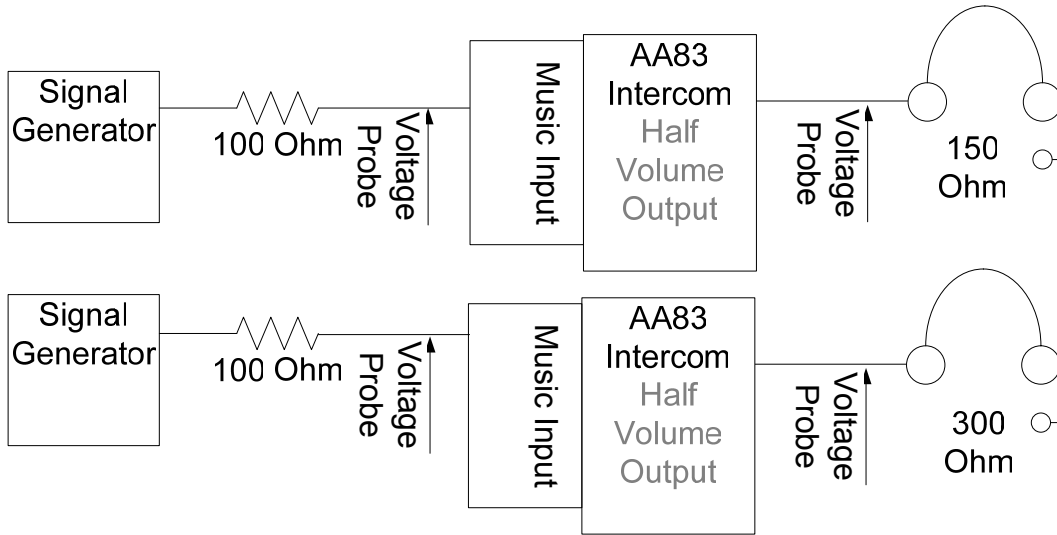 Signal
Generator
100 Ohm
Voltage
Probe
Music Input
AA83
Intercom
Half
Volume
Output
Voltage
Probe
150
Ohm
Signal
Generator
100 Ohm
Voltage
Probe
Music Input
AA83
Intercom
Half
Volume
Output
Voltage
Probe
300
Ohm